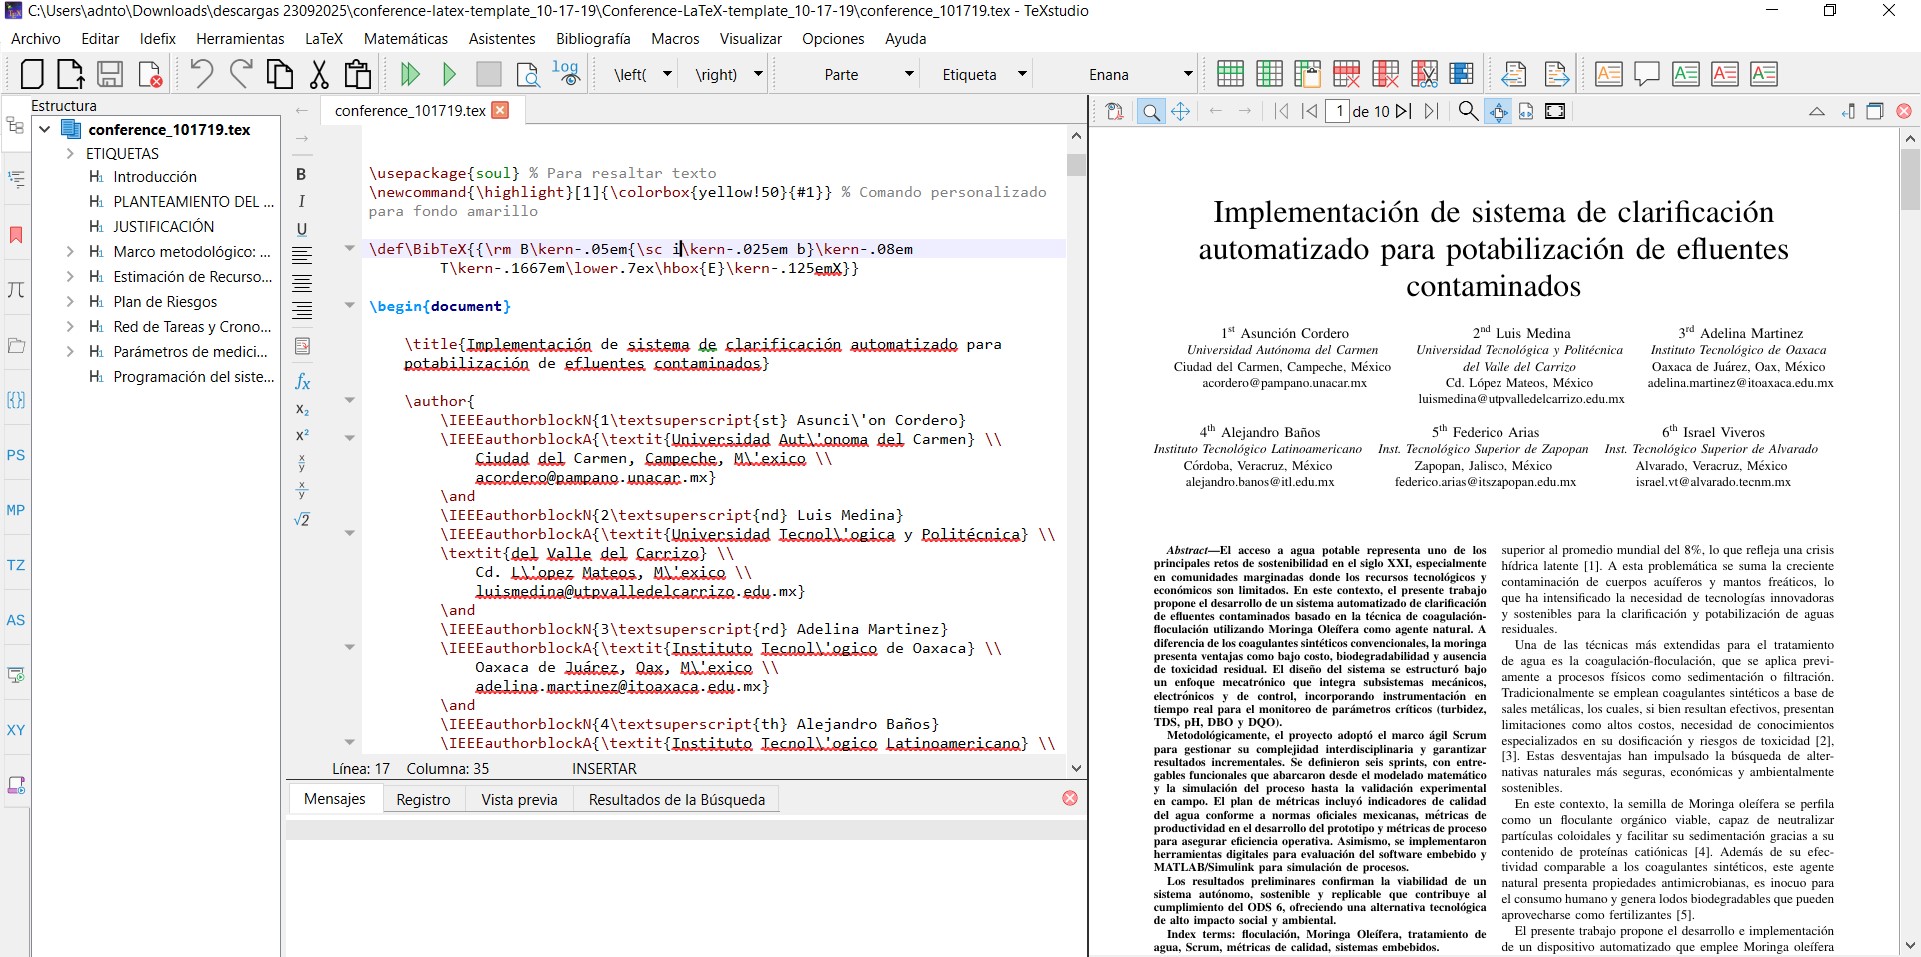 C:\Users\adnto\Downloads\descargas 23092025\conference-latex-template_10-17-19\Conference-LaTeX-template_10-17-19\conference_101719.tex - TeXstudio
Archivo Editar Idefix Herramientas LaTeX Matemáticas Asistentes Bibliografía Macros Visualizar Opciones Ayuda
log \left( \right) Parte Etiqueta Enana
Estructura
conference_101719.tex
ETIQUETAS
Introducción
PLANTEAMIENTO DEL ...
JUSTIFICACIÓN
Marco metodológico: ...
Estimación de Recurso...
Plan de Riesgos
Red de Tareas y Crono...
Parámetros de medici...
Programación del siste...
PS
MP
TZ
AS
XY
conference_101719.tex
\usepackage{soul} % Para resaltar texto
\newcommand{\highlight}[1]{\colorbox{yellow!50}{#1}} % Comando personalizado
para fondo amarillo
\def\BibTeX{{\rm B\kern-.05em{\sc i\kern-.025em b}\kern-.08em
T\kern-.1667em\lower.7ex\hbox{E}\kern-.125emX}}
\begin{document}
\title{Implementación de sistema de clarificación automatizado para
potabilización de efluentes contaminados}
\author{
\IEEEauthorblockN{1\textsuperscript{st} Asunci\'on Cordero}
\IEEEauthorblockA{\textit{Universidad Aut\'onoma del Carmen} \\
Ciudad del Carmen, Campeche, M\'exico \\
acordero@pampano.unacar.mx}
\and
\IEEEauthorblockN{2\textsuperscript{nd} Luis Medina}
\IEEEauthorblockA{\textit{Universidad Tecnol\'ogica y Politécnica} \\
\textit{del Valle del Carrizo} \\
Cd. L\'opez Mateos, M\'exico \\
luismedina@utpvalledelcarrizo.edu.mx}
\and
\IEEEauthorblockN{3\textsuperscript{rd} Adelina Martinez}
\IEEEauthorblockA{\textit{Instituto Tecnol\'ogico de Oaxaca} \\
Oaxaca de Juárez, Oax, M\'exico \\
adelina.martinez@itoaxaca.edu.mx}
\and
\IEEEauthorblockN{4\textsuperscript{th} Alejandro Baños}
\IEEEauthorblockA{\textit{Instituto Tecnol\'ogico Latinoamericano} \\
Línea: 17 Columna: 35 INSERTAR
Mensajes Registro Vista previa Resultados de la Búsqueda
1 de 10
Implementación de sistema de clarificación
automatizado para potabilización de efluentes
contaminados
1st Asunción Cordero
Universidad Autónoma del Carmen
Ciudad del Carmen, Campeche, México
acordero@pampano.unacar.mx
2nd Luis Medina
Universidad Tecnológica y Politécnica
del Valle del Carrizo
Cd. López Mateos, México
luismedina@utpvalledelcarrizo.edu.mx
3rd Adelina Martinez
Instituto Tecnológico de Oaxaca
Oaxaca de Juárez, Oax, México
adelina.martinez@itoaxaca.edu.mx
4th Alejandro Baños
Instituto Tecnológico Latinoamericano
Córdoba, Veracruz, México
alejandro.banos@itl.edu.mx
5th Federico Arias
Inst. Tecnológico Superior de Zapopan
Zapopan, Jalisco, México
federico.arias@itszapopan.edu.mx
6th Israel Viveros
Inst. Tecnológico Superior de Alvarado
Alvarado, Veracruz, México
israel.vt@alvarado.tecnm.mx
Abstract—El acceso a agua potable representa uno de los
principales retos de sostenibilidad en el siglo XXI, especialmente
en comunidades marginadas donde los recursos tecnológicos y
económicos son limitados. En este contexto, el presente trabajo
propone el desarrollo de un sistema automatizado de clarificación
de efluentes contaminados basado en la técnica de coagulación-
floculación utilizando Moringa Oleífera como agente natural. A
diferencia de los coagulantes sintéticos convencionales, la moringa
presenta ventajas como bajo costo, biodegradabilidad y ausencia
de toxicidad residual. El diseño del sistema se estructuró bajo
un enfoque mecatrónico que integra subsistemas mecánicos,
electrónicos y de control, incorporando instrumentación en
tiempo real para el monitoreo de parámetros críticos (turbidez,
TDS, pH, DBO y DQO).
Metodológicamente, el proyecto adoptó el marco ágil Scrum
para gestionar su complejidad interdisciplinaria y garantizar
resultados incrementales. Se definieron seis sprints, con entre-
gables funcionales que abarcaron desde el modelado matemático
y la simulación del proceso hasta la validación experimental
en campo. El plan de métricas incluyó indicadores de calidad
del agua conforme a normas oficiales mexicanas, métricas de
productividad en el desarrollo del prototipo y métricas de proceso
para asegurar eficiencia operativa. Asimismo, se implementaron
herramientas digitales para evaluación del software embebido y
MATLAB/Simulink para simulación de procesos.
Los resultados preliminares confirman la viabilidad de un
sistema autónomo, sostenible y replicable que contribuye al
cumplimiento del ODS 6, ofreciendo una alternativa tecnológica
de alto impacto social y ambiental.
Index terms: floculación, Moringa Oleífera, tratamiento de
agua, Scrum, métricas de calidad, sistemas embebidos.
superior al promedio mundial del 8%, lo que refleja una crisis
hídrica latente [1]. A esta problemática se suma la creciente
contaminación de cuerpos acuíferos y mantos freáticos, lo
que ha intensificado la necesidad de tecnologías innovadoras
y sostenibles para la clarificación y potabilización de aguas
residuales.
Una de las técnicas más extendidas para el tratamiento
de agua es la coagulación-floculación, que se aplica previ-
amente a procesos físicos como sedimentación o filtración.
Tradicionalmente se emplean coagulantes sintéticos a base de
sales metálicas, los cuales, si bien resultan efectivos, presentan
limitaciones como altos costos, necesidad de conocimientos
especializados en su dosificación y riesgos de toxicidad [2],
[3]. Estas desventajas han impulsado la búsqueda de alter-
nativas naturales más seguras, económicas y ambientalmente
sostenibles.
En este contexto, la semilla de Moringa oleífera se perfila
como un floculante orgánico viable, capaz de neutralizar
partículas coloidales y facilitar su sedimentación gracias a su
contenido de proteínas catiónicas [4]. Además de su efec-
tividad comparable a los coagulantes sintéticos, este agente
natural presenta propiedades antimicrobianas, es inocuo para
el consumo humano y genera lodos biodegradables que pueden
aprovecharse como fertilizantes [5].
El presente trabajo propone el desarrollo e implementación
de un dispositivo automatizado que emplee Moringa oleífera